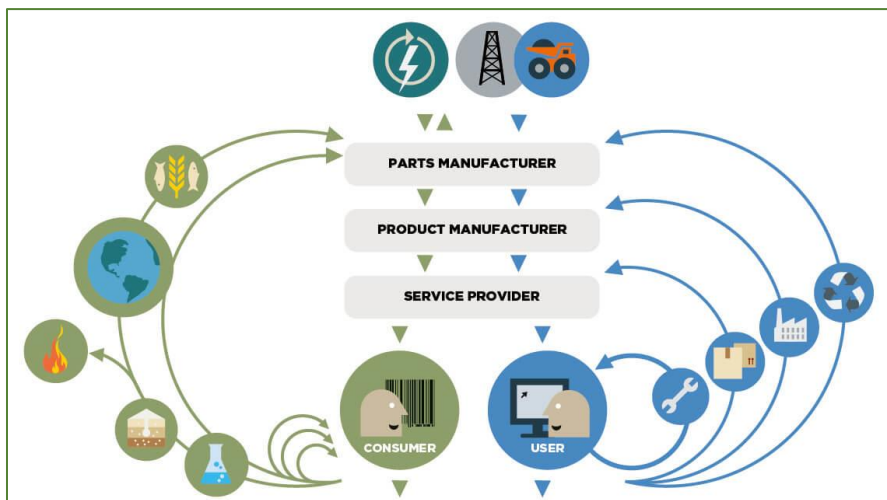 PARTS MANUFACTURER
PRODUCT MANUFACTURER
SERVICE PROVIDER
CONSUMER
USER